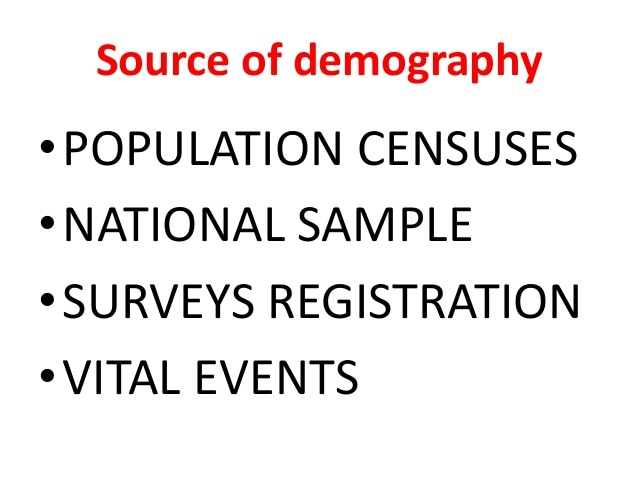 Source of demography
•POPULATION CENSUSES
•NATIONAL SAMPLE
•SURVEYS REGISTRATION
•VITAL EVENTS